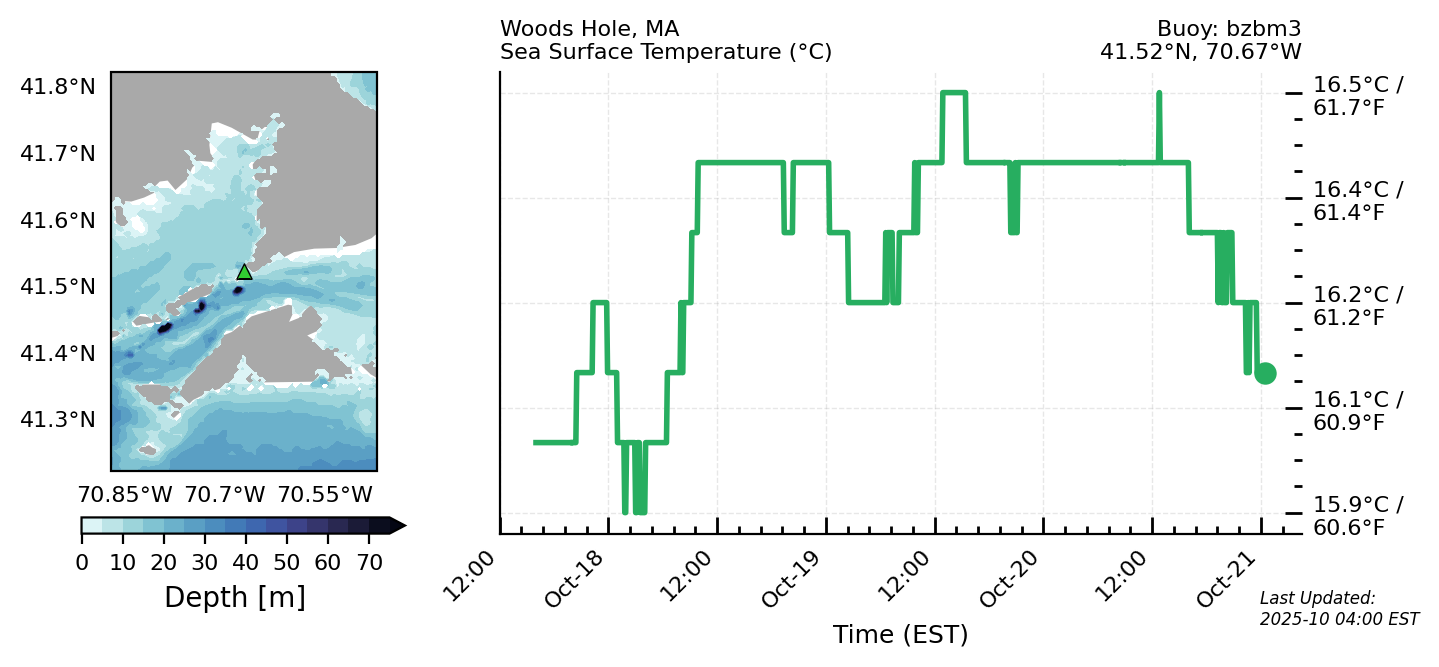 Woods Hole, MA
Sea Surface Temperature (°C)
Buoy: bzbm3
41.52°N, 70.67°W
41.8°N
41.7°N
41.6°N
41.5°N
41.4°N
41.3°N
70.85°W 70.7°W 70.55°W
0 10 20 30 40 50 60 70
Depth [m]
16.5°C /
61.7°F
16.4°C /
61.4°F
16.2°C /
61.2°F
16.1°C /
60.9°F
15.9°C /
60.6°F
12:00 Oct-18 12:00 Oct-19 12:00 Oct-20 12:00 Oct-21
Time (EST)
Last Updated:
2025-10 04:00 EST